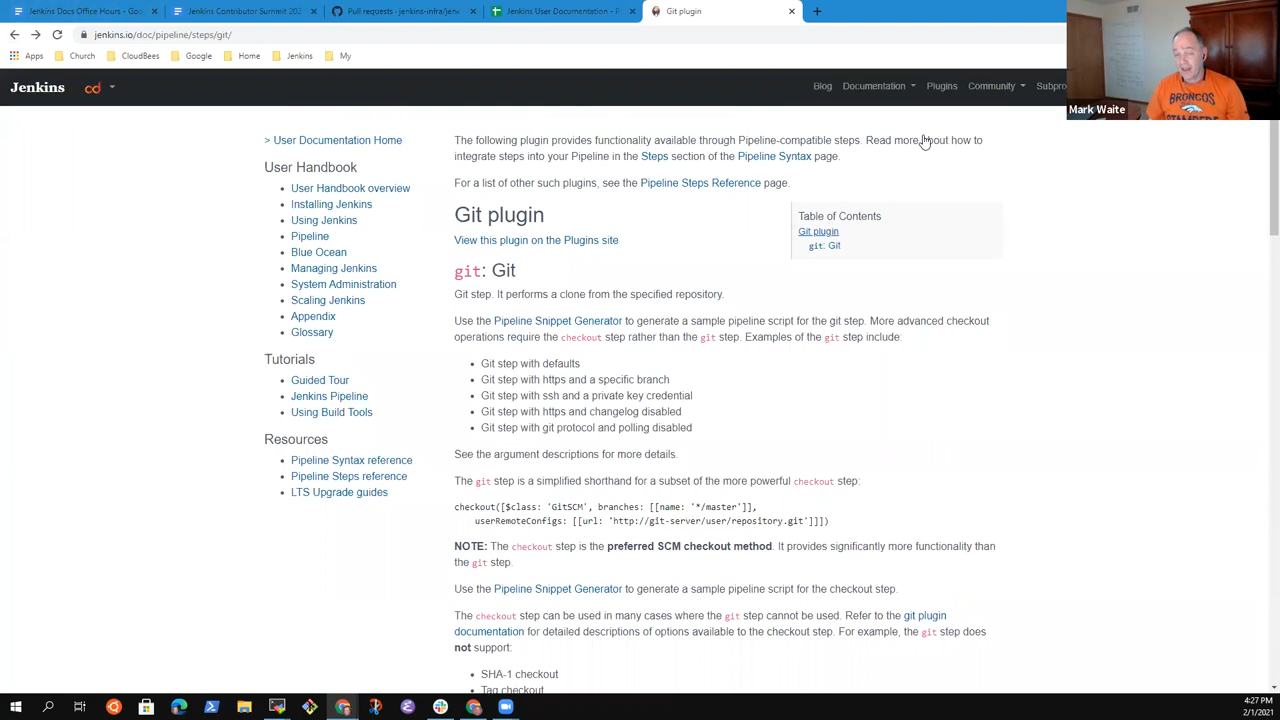 Jenkins Docs Office Hours - Goo
Jenkins Contributor Summit 202
Pull requests · jenkins-infra/jen
Jenkins User Documentation - P
Git plugin
jenkins.io/doc/pipeline/steps/git/
Apps
Church
CloudBees
Google
Home
Jenkins
My
Jenkins
cd
Blog
Documentation
Plugins
Community
Subpro
BRONCOS
Mark Waite
> User Documentation Home
User Handbook
User Handbook overview
Installing Jenkins
Using Jenkins
Pipeline
Blue Ocean
Managing Jenkins
System Administration
Scaling Jenkins
Appendix
Glossary
Tutorials
Guided Tour
Jenkins Pipeline
Using Build Tools
Resources
Pipeline Syntax reference
Pipeline Steps reference
LTS Upgrade guides
The following plugin provides functionality available through Pipeline-compatible steps. Read more about how to
integrate steps into your Pipeline in the Steps section of the Pipeline Syntax page.
For a list of other such plugins, see the Pipeline Steps Reference page.
Git plugin
View this plugin on the Plugins site
Table of Contents
Git plugin
git: Git
git: Git
Git step. It performs a clone from the specified repository.
Use the Pipeline Snippet Generator to generate a sample pipeline script for the git step. More advanced checkout
operations require the checkout step rather than the git step. Examples of the git step include:
Git step with defaults
Git step with https and a specific branch
Git step with ssh and a private key credential
Git step with https and changelog disabled
Git step with git protocol and polling disabled
See the argument descriptions for more details.
The git step is a simplified shorthand for a subset of the more powerful checkout step:
checkout([$class: 'GitSCM', branches: [[name: '*/master']],
userRemoteConfigs: [[url: 'http://git-server/user/repository.git']]])
NOTE: The checkout step is the preferred SCM checkout method. It provides significantly more functionality than
the git step.
Use the Pipeline Snippet Generator to generate a sample pipeline script for the checkout step.
The checkout step can be used in many cases where the git step cannot be used. Refer to the git plugin
documentation for detailed descriptions of options available to the checkout step. For example, the git step does
not support:
SHA-1 checkout
Tag checkout
4:27 PM
2/1/2021